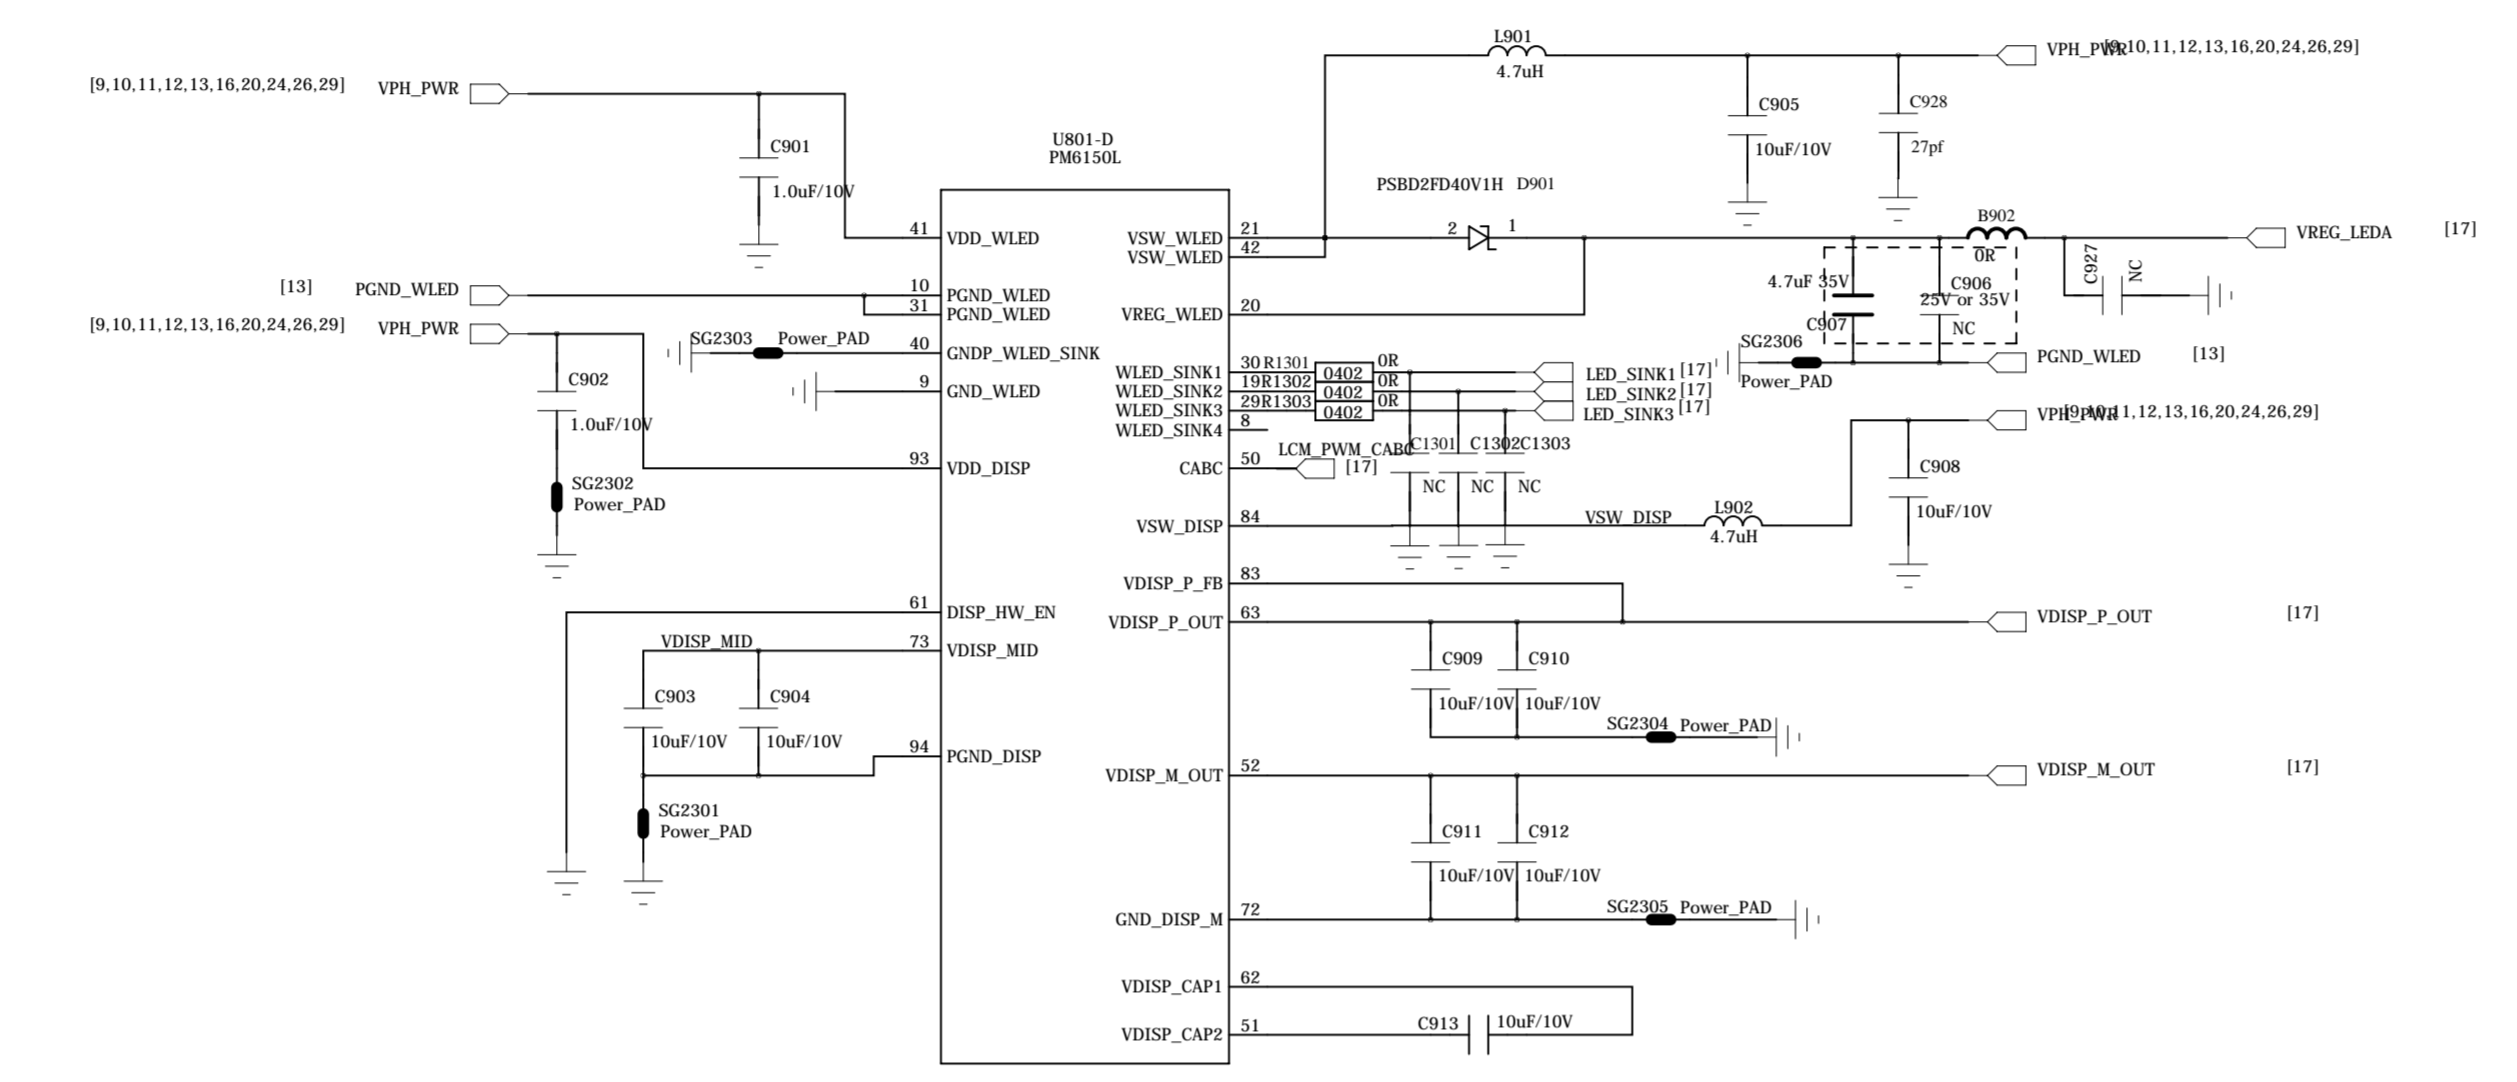 L901
4.7uH
VPH_PWR
[9,10,11,12,13,16,20,24,26,29]
[9,10,11,12,13,16,20,24,26,29]
VPH_PWR
C901
1.0uF/10V
C905
10uF/10V
C928
27pf
U801-D
PM6150L
PSBD2FD40V1H
D901
41
VDD_WLED
VSW_WLED
21
2
1
VSW_WLED
42
B902
0R
VREG_LEDA
[17]
C927
NC
[13]
PGND_WLED
10
PGND_WLED
31
PGND_WLED
VREG_WLED
20
4.7uF 35V
C907
C906
25V or 35V
NC
[9,10,11,12,13,16,20,24,26,29]
VPH_PWR
SG2303
Power_PAD
40
GNDP_WLED_SINK
SG2306
Power_PAD
PGND_WLED
[13]
9
GND_WLED
WLED_SINK1
30
R1301
0402
0R
LED_SINK1
[17]
WLED_SINK2
19
R1302
0402
0R
LED_SINK2
[17]
WLED_SINK3
29
R1303
0402
0R
LED_SINK3
[17]
WLED_SINK4
8
C902
1.0uF/10V
VPH_PWR
[9,10,11,12,13,16,20,24,26,29]
LCM_PWM_CABC
C1301
C1302
C1303
93
VDD_DISP
CABC
50
[17]
NC
NC
NC
C908
10uF/10V
SG2302
Power_PAD
VSW_DISP
84
VSW_DISP
L902
4.7uH
VDISP_P_FB
83
61
DISP_HW_EN
VDISP_P_OUT
63
VDISP_P_OUT
[17]
VDISP_MID
73
VDISP_MID
C909
10uF/10V
C910
10uF/10V
C903
10uF/10V
C904
10uF/10V
SG2304
Power_PAD
94
PGND_DISP
VDISP_M_OUT
52
VDISP_M_OUT
[17]
SG2301
Power_PAD
C911
10uF/10V
C912
10uF/10V
GND_DISP_M
72
SG2305
Power_PAD
VDISP_CAP1
62
VDISP_CAP2
51
C913
10uF/10V